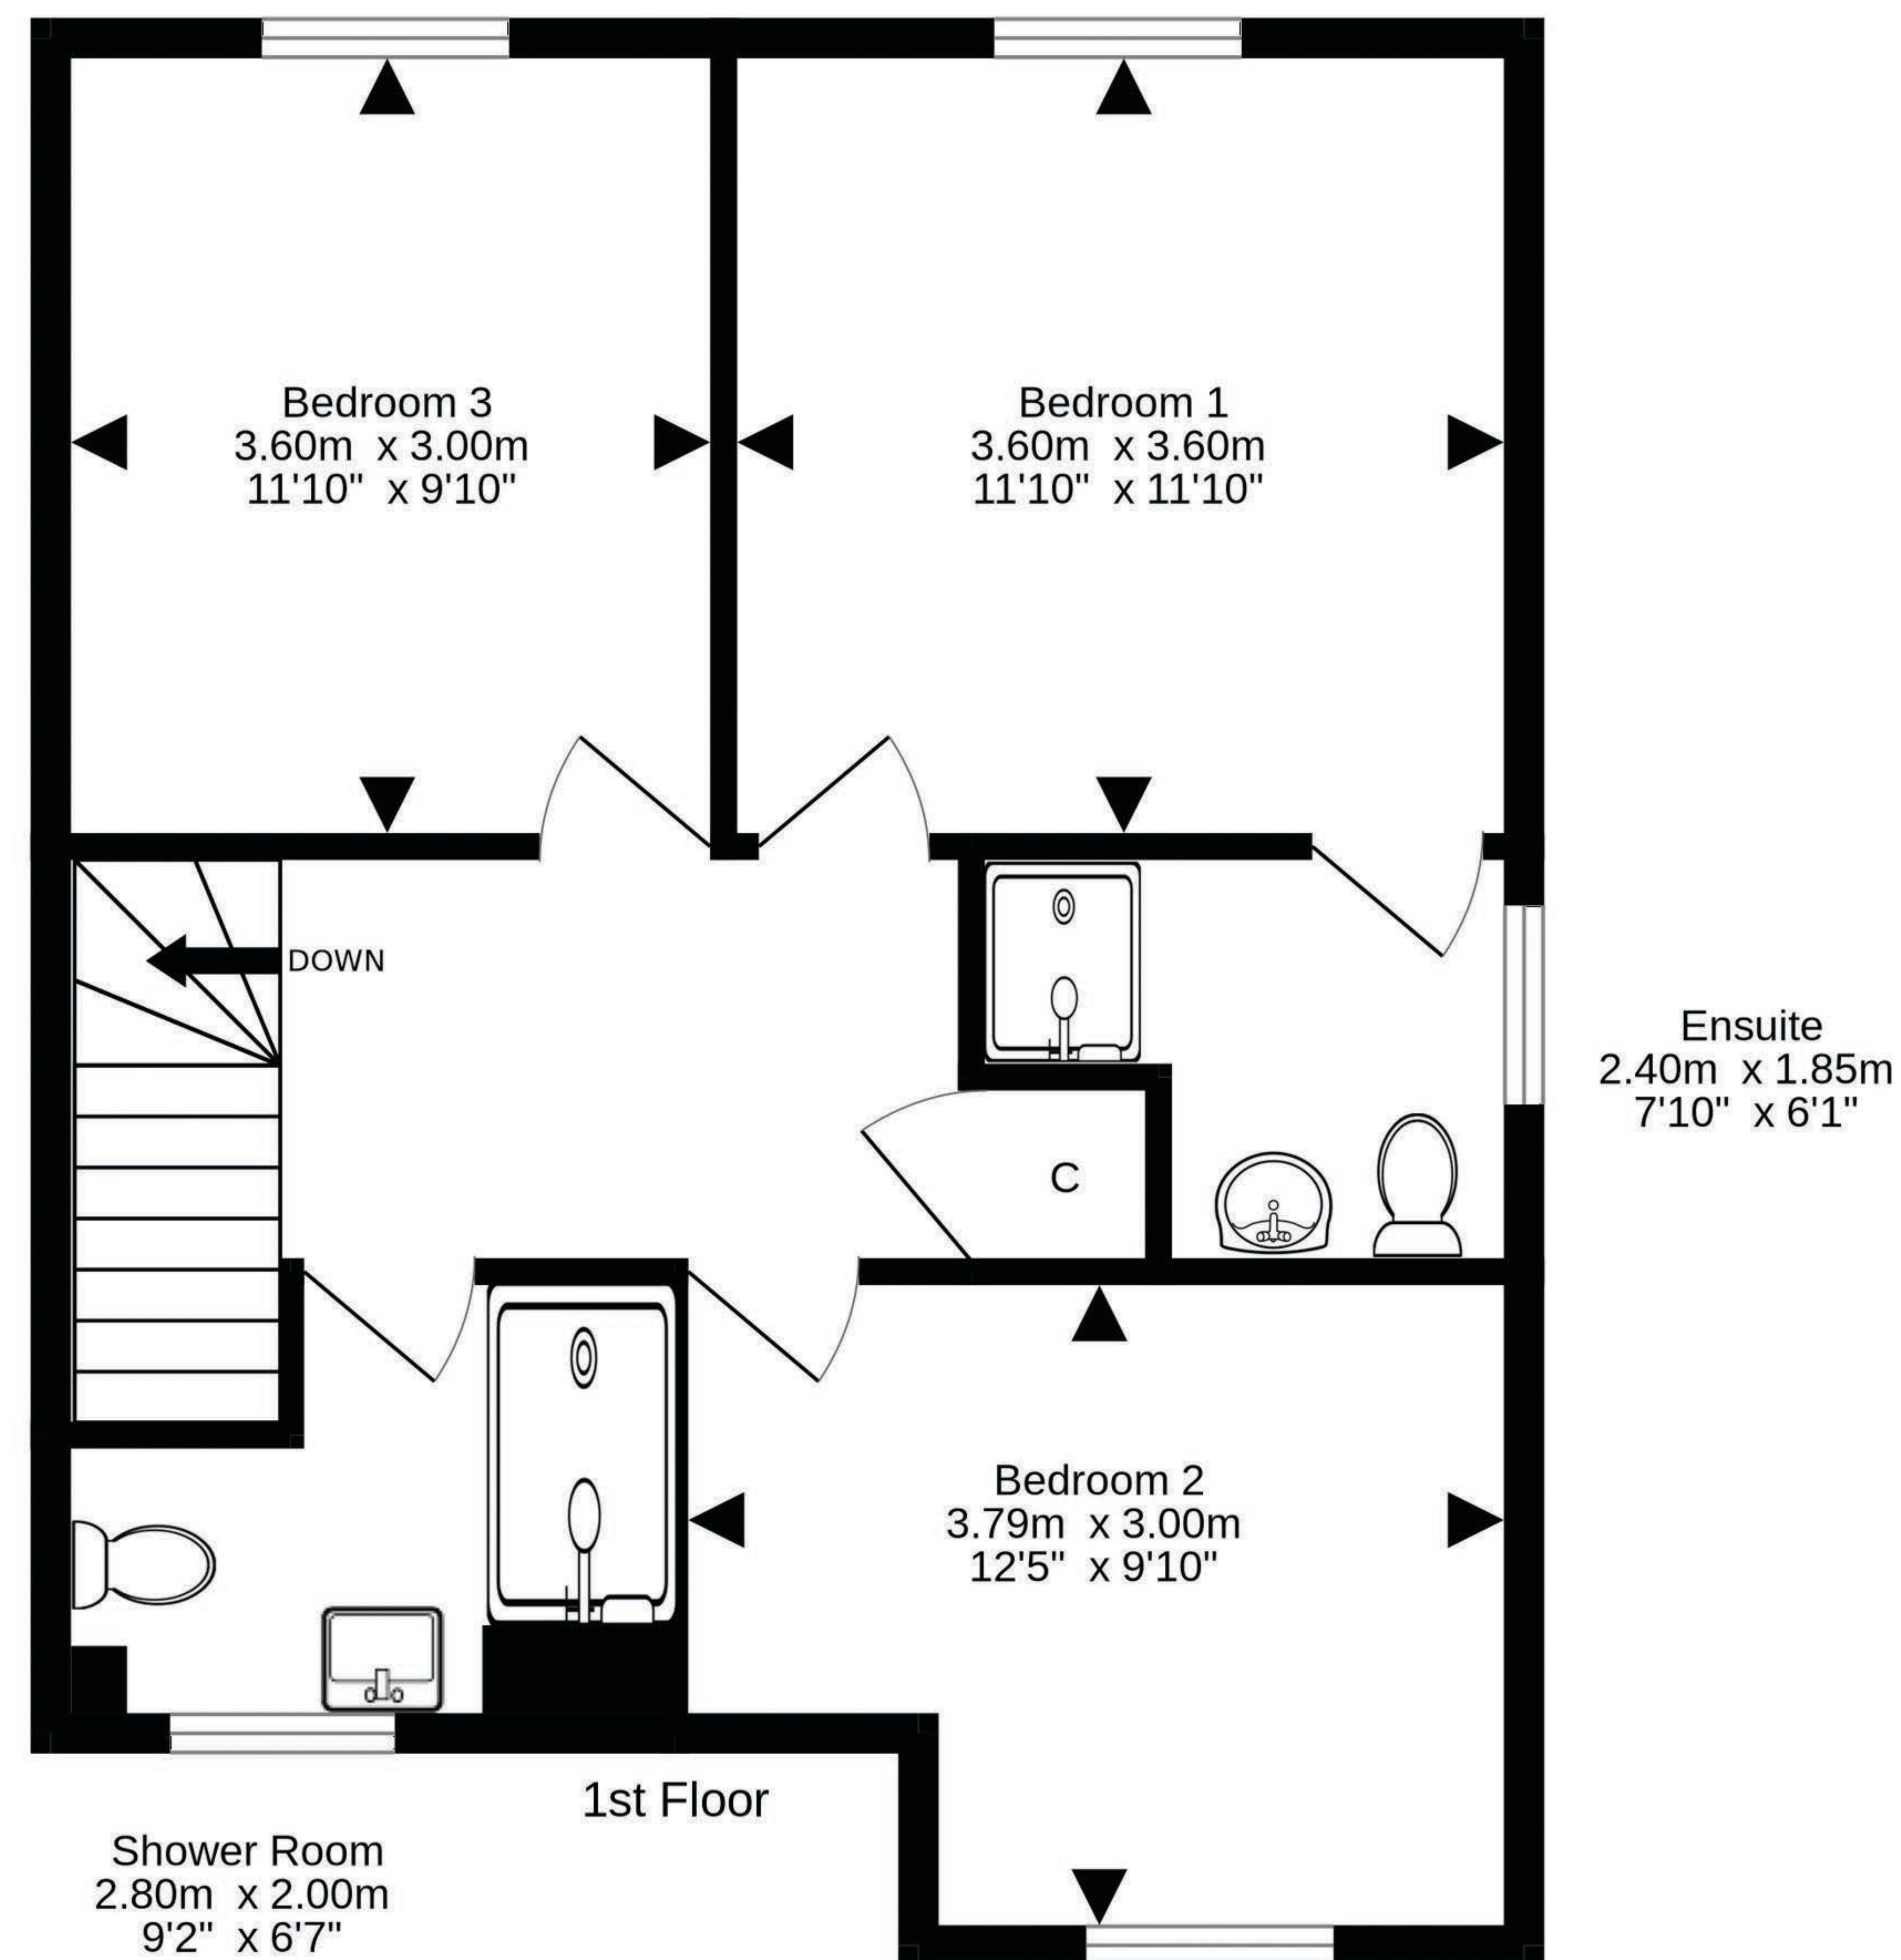 Bedroom 3
3.60m x 3.00m
11'10" x 9'10"
Bedroom 1
3.60m x 3.60m
11'10" x 11'10"
DOWN
Ensuite
2.40m x 1.85m
7'10" x 6'1"
C
Bedroom 2
3.79m x 3.00m
12'5" x 9'10"
1st Floor
Shower Room
2.80m x 2.00m
9'2" x 6'7"